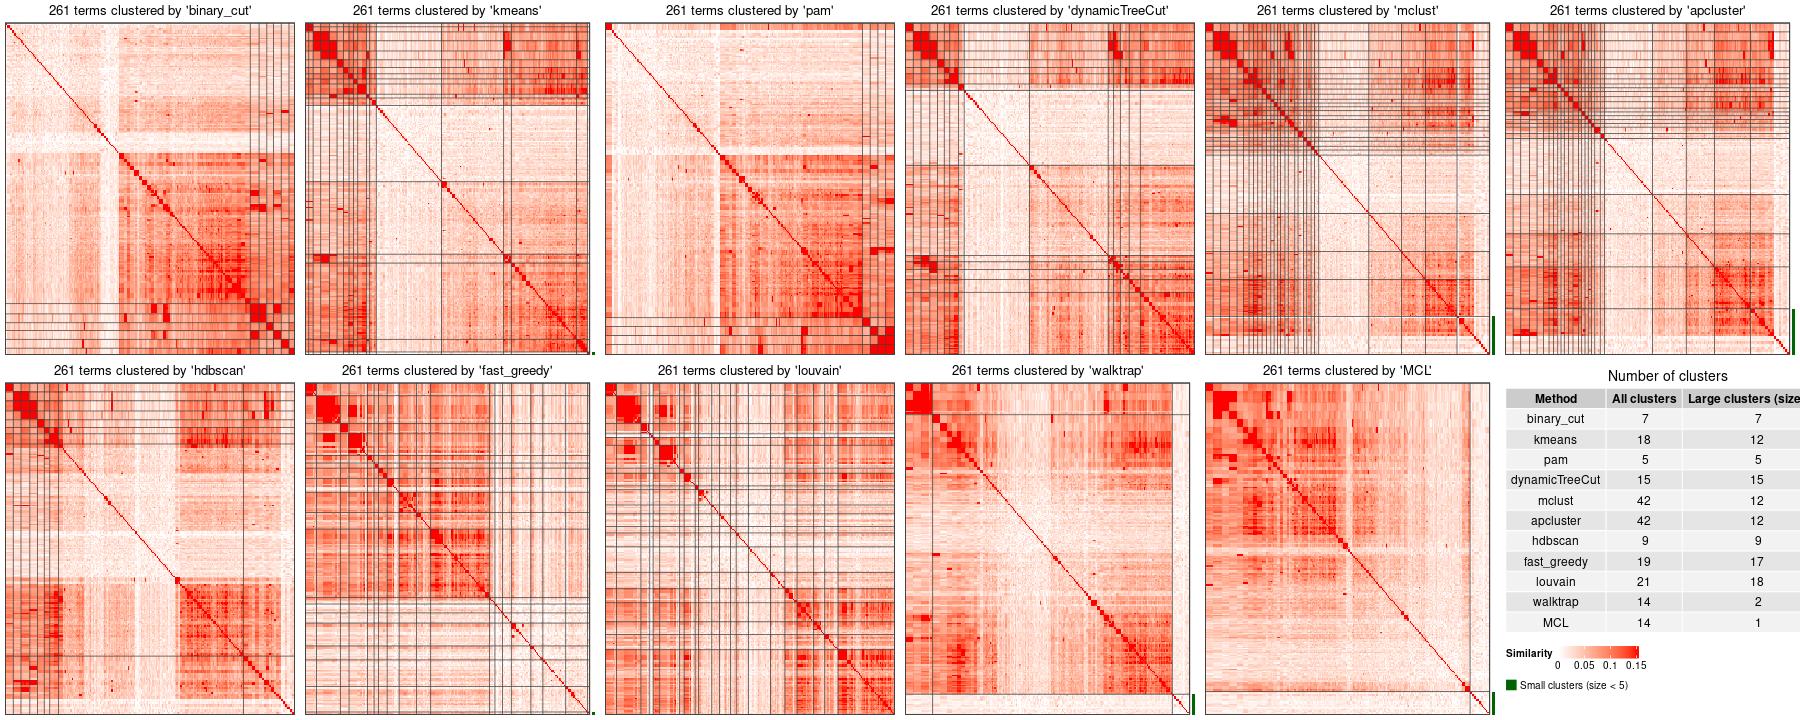 261 terms clustered by 'binary_cut'
261 terms clustered by 'kmeans'
261 terms clustered by 'pam'
261 terms clustered by 'dynamicTreeCut'
261 terms clustered by 'mclust'
261 terms clustered by 'apcluster'
261 terms clustered by 'hdbscan'
261 terms clustered by 'fast_greedy'
261 terms clustered by 'louvain'
261 terms clustered by 'walktrap'
261 terms clustered by 'MCL'
Number of clusters
Method All clusters Large clusters (size
binary_cut 7 7
kmeans 18 12
pam 5 5
dynamicTreeCut 15 15
mclust 42 12
apcluster 42 12
hdbscan 9 9
fast_greedy 19 17
louvain 21 18
walktrap 14 2
MCL 14 1
Similarity
0 0.05 0.1 0.15
Small clusters (size < 5)